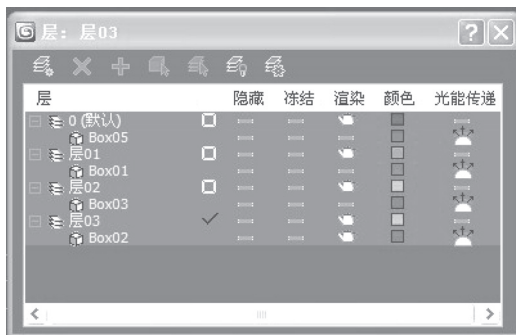 层：层03
层 隐藏 冻结 渲染 颜色 光能传递
0 (默认)
Box05
层01
Box01
层02
Box03
层03
Box02